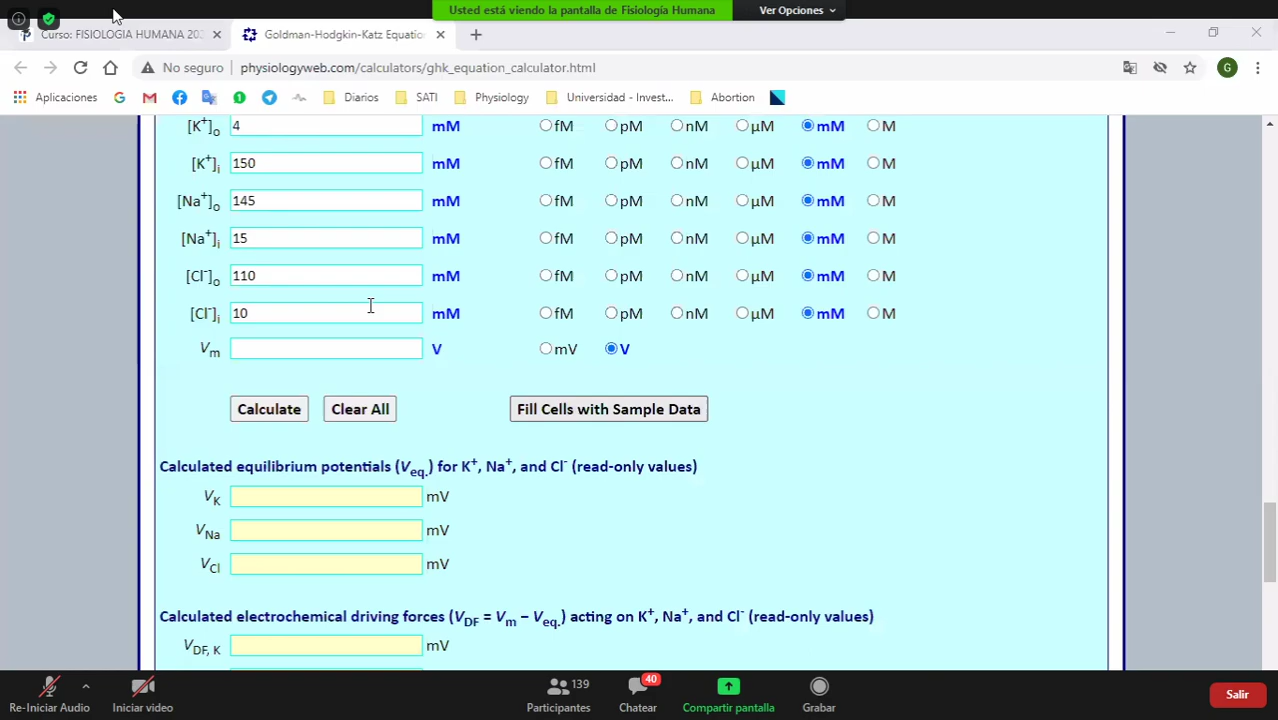 Usted está viendo la pantalla de Fisiología Humana
Ver Opciones
Curso: FISIOLOGIA HUMANA 202
Goldman-Hodgkin-Katz Equatio
No seguro
physiologyweb.com/calculators/ghk_equation_calculator.html
G
Aplicaciones
Diarios
SATI
Physiology
Universidad - Invest...
Abortion
[K+]o 4 mM fM pM nM µM mM M
[K+]i 150 mM fM pM nM µM mM M
[Na+]o 145 mM fM pM nM µM mM M
[Na+]i 15 mM fM pM nM µM mM M
[Cl-]o 110 mM fM pM nM µM mM M
[Cl-]i 10 mM fM pM nM µM mM M
Vm V mV V
Calculate Clear All Fill Cells with Sample Data
Calculated equilibrium potentials (Veq.) for K+, Na+, and Cl- (read-only values)
VK mV
VNa mV
VCl mV
Calculated electrochemical driving forces (VDF = Vm − Veq.) acting on K+, Na+, and Cl- (read-only values)
VDF, K mV
139
40
Re-Iniciar Audio
Iniciar video
Participantes
Chatear
Compartir pantalla
Grabar
Salir